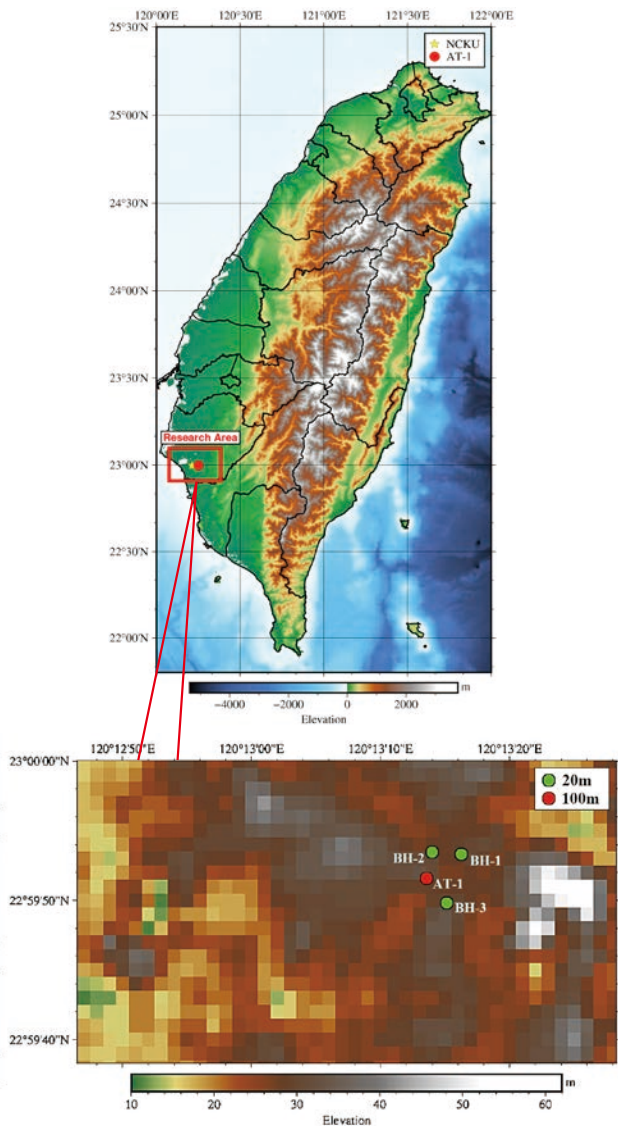 120°00'E 120°30'E 121°00'E 121°30'E 122°00'E
25°30'N
NCKU
AT-1
25°00'N
24°30'N
24°00'N
23°30'N
Research Area
23°00'N
22°30'N
22°00'N
m
−4000 −2000 0 2000
Elevation
120°12'50"E 120°13'00"E 120°13'10"E 120°13'20"E
23°00'00"N
20m
100m
BH-2 BH-1
AT-1
22°59'50"N
BH-3
22°59'40"N
m
10 20 30 40 50 60
Elevation